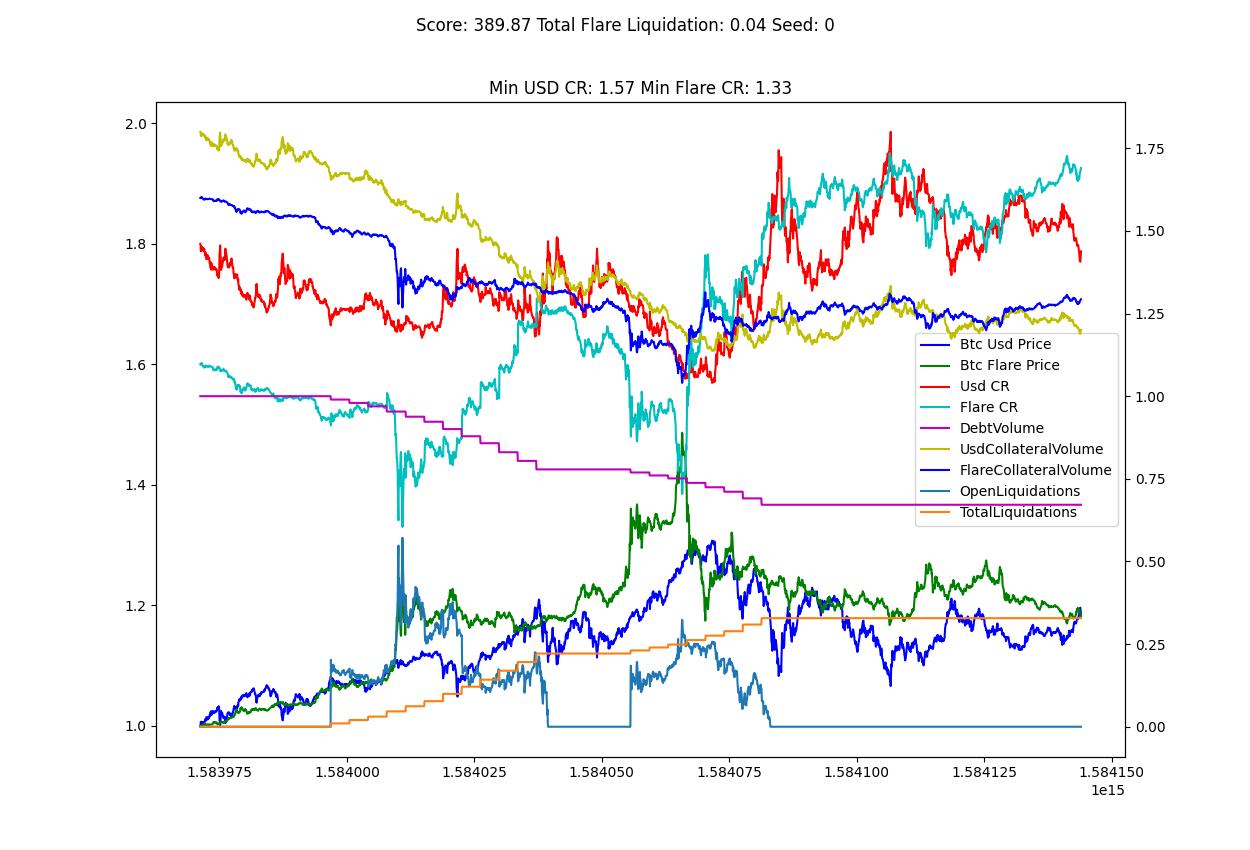 Score: 389.87 Total Flare Liquidation: 0.04 Seed: 0
Min USD CR: 1.57 Min Flare CR: 1.33
2.0
1.8
1.6
1.4
1.2
1.0
1.75
1.50
1.25
1.00
0.75
0.50
0.25
0.00
Btc Usd Price
Btc Flare Price
Usd CR
Flare CR
DebtVolume
UsdCollateralVolume
FlareCollateralVolume
OpenLiquidations
TotalLiquidations
1.583975 1.584000 1.584025 1.584050 1.584075 1.584100 1.584125 1.584150
1e15